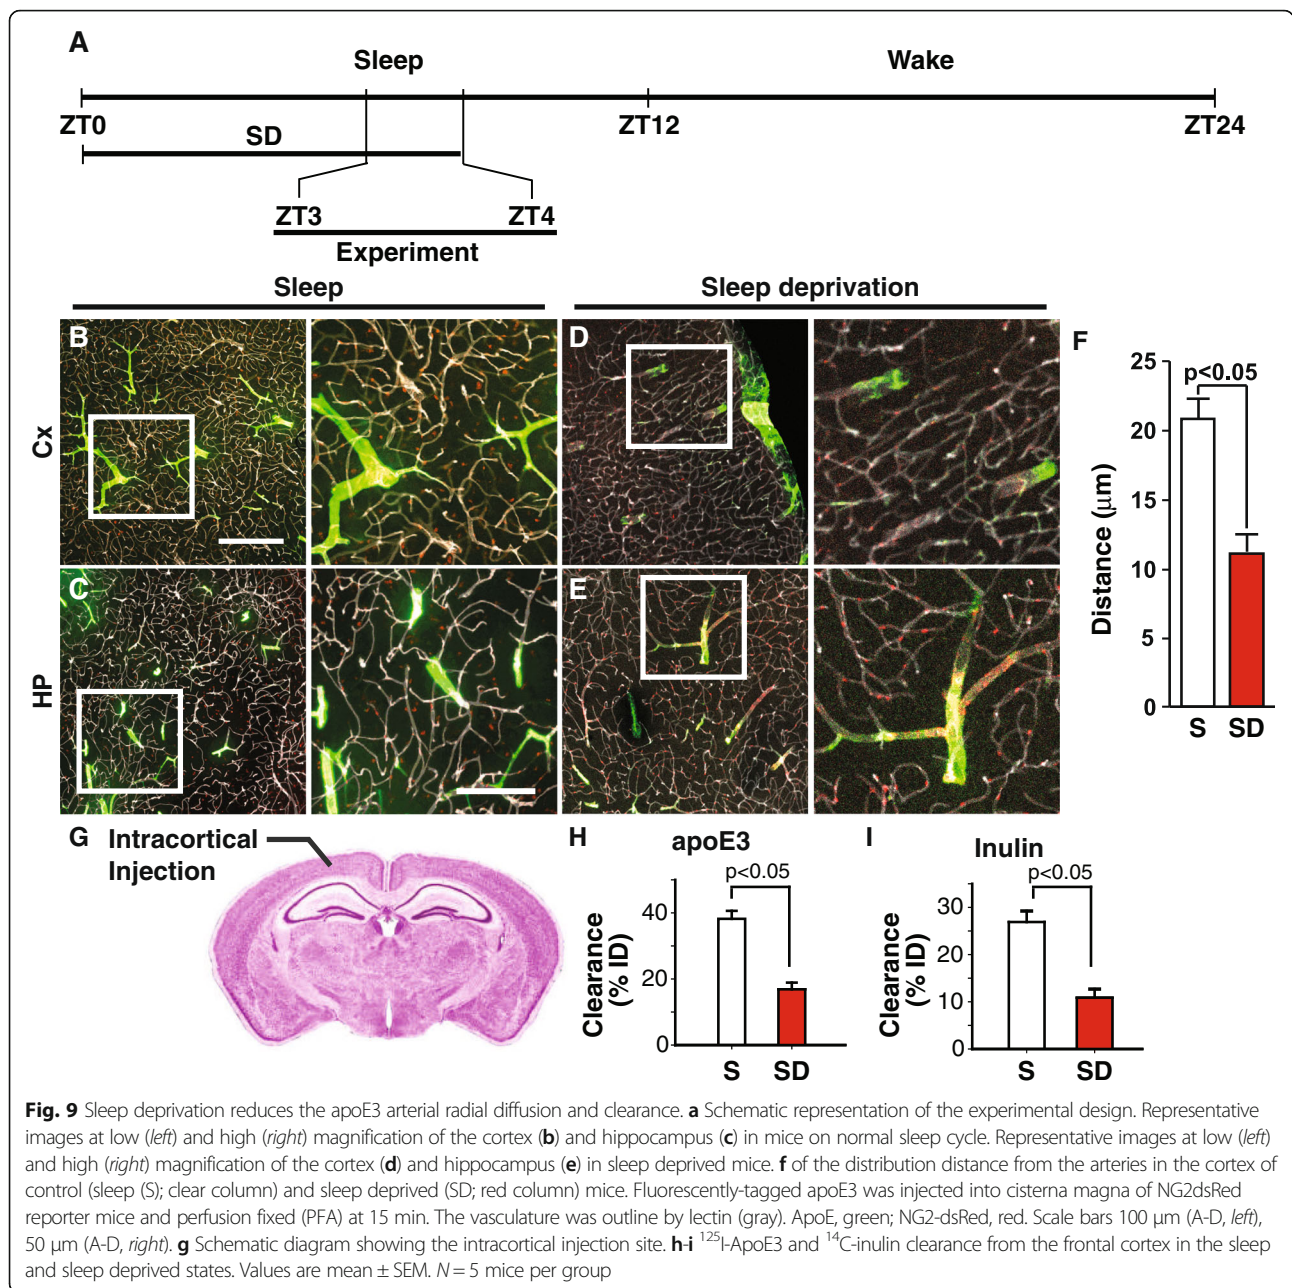 A
Sleep
Wake
ZT0
ZT12
ZT24
SD
ZT3
ZT4
Experiment
Sleep
Sleep deprivation
B
D
F
Cx
C
E
HP
25
20
15
10
5
0
p<0.05
Distance (μm)
S
SD
G
Intracortical
Injection
H
apoE3
p<0.05
40
20
0
Clearance
(% ID)
S
SD
I
Inulin
p<0.05
30
20
10
0
Clearance
(% ID)
S
SD
Fig. 9 Sleep deprivation reduces the apoE3 arterial radial diffusion and clearance. a Schematic representation of the experimental design. Representative
images at low (left) and high (right) magnification of the cortex (b) and hippocampus (c) in mice on normal sleep cycle. Representative images at low (left)
and high (right) magnification of the cortex (d) and hippocampus (e) in sleep deprived mice. f of the distribution distance from the arteries in the cortex of
control (sleep (S); clear column) and sleep deprived (SD; red column) mice. Fluorescently-tagged apoE3 was injected into cisterna magna of NG2dsRed
reporter mice and perfusion fixed (PFA) at 15 min. The vasculature was outline by lectin (gray). ApoE, green; NG2-dsRed, red. Scale bars 100 μm (A-D, left),
50 μm (A-D, right). g Schematic diagram showing the intracortical injection site. h-i ¹²⁵I-ApoE3 and ¹⁴C-inulin clearance from the frontal cortex in the sleep
and sleep deprived states. Values are mean ± SEM. N = 5 mice per group